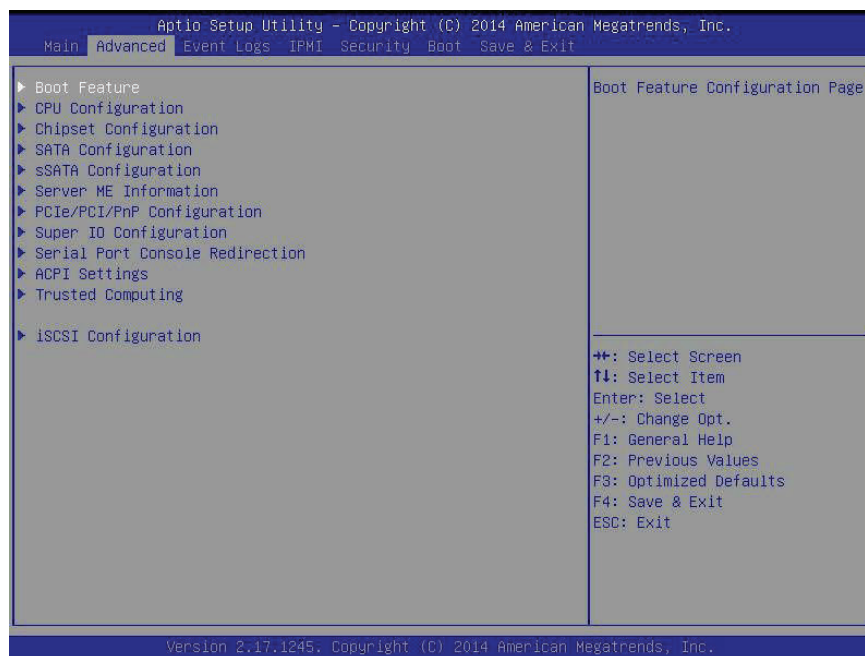 Aptio Setup Utility - Copyright (C) 2014 American Megatrends, Inc.
Main Advanced Event Logs IPMI Security Boot Save & Exit
Boot Feature
CPU Configuration
Chipset Configuration
SATA Configuration
sSATA Configuration
Server ME Information
PCIe/PCI/PnP Configuration
Super IO Configuration
Serial Port Console Redirection
ACPI Settings
Trusted Computing
iSCSI Configuration
Boot Feature Configuration Page
→←: Select Screen
↑↓: Select Item
Enter: Select
+/-: Change Opt.
F1: General Help
F2: Previous Values
F3: Optimized Defaults
F4: Save & Exit
ESC: Exit
Version 2.17.1245. Copyright (C) 2014 American Megatrends, Inc.